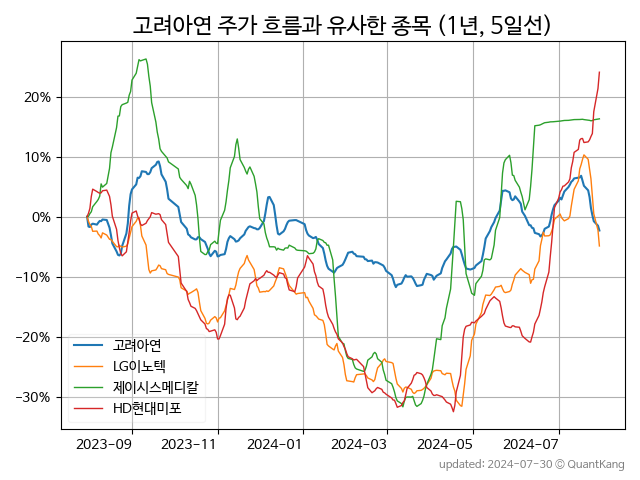 고려아연 주가 흐름과 유사한 종목 (1년, 5일선)
20%
10%
0%
−10%
−20%
−30%
고려아연
LG이노텍
제이시스메디칼
HD현대미포
2023-09
2023-11
2024-01
2024-03
2024-05
2024-07
updated: 2024-07-30 © QuantKang